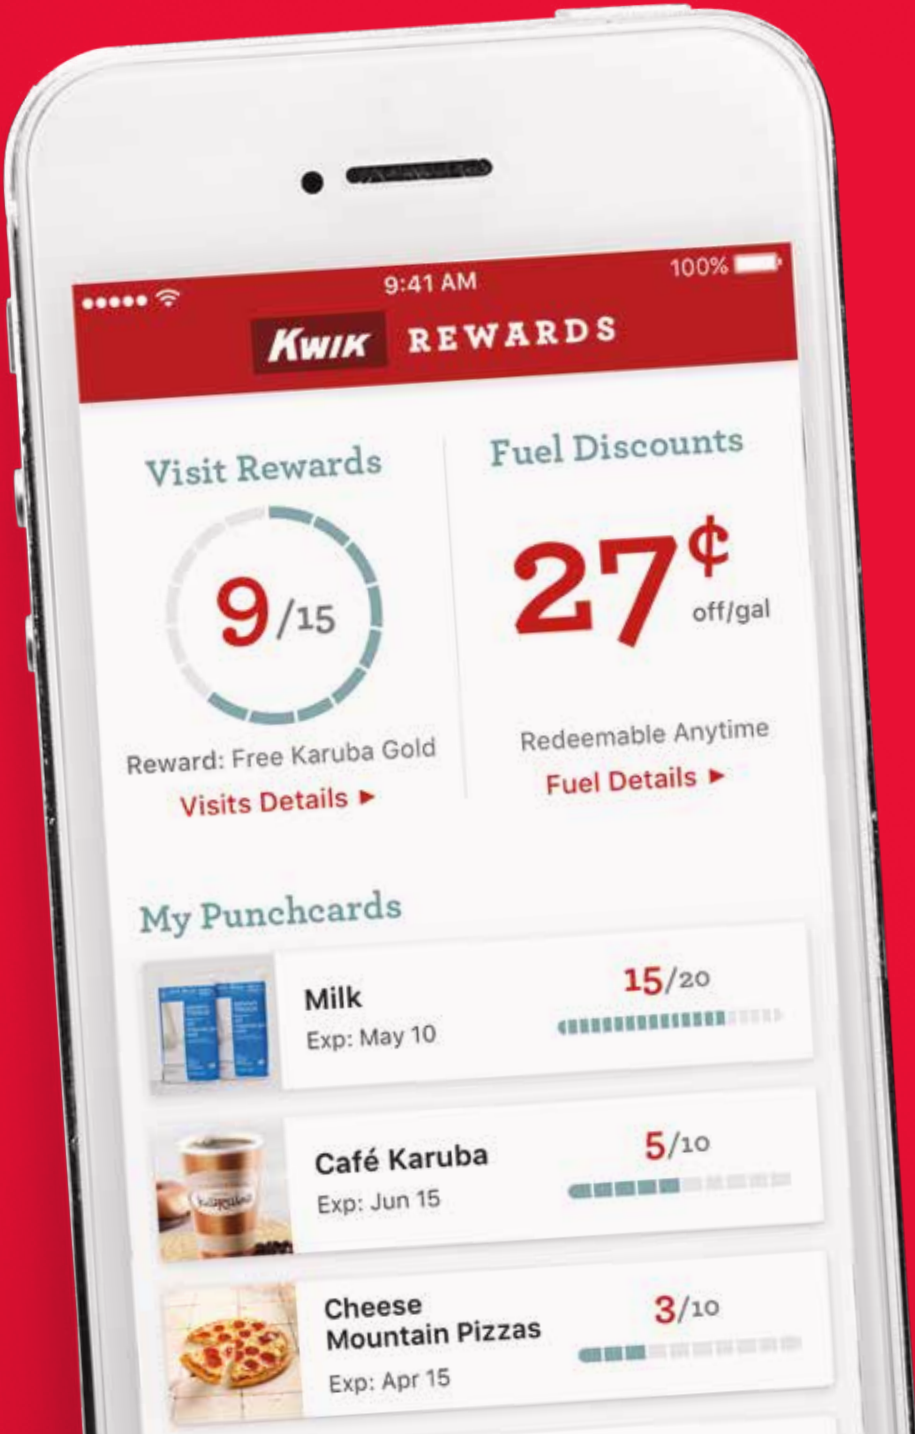 9:41 AM
100%
KWIK REWARDS
Visit Rewards
9/15
Reward: Free Karuba Gold
Visits Details ►
Fuel Discounts
27¢
off/gal
Redeemable Anytime
Fuel Details ►
My Punchcards
Milk
Exp: May 10
15/20
Café Karuba
Exp: Jun 15
5/10
Cheese
Mountain Pizzas
Exp: Apr 15
3/10